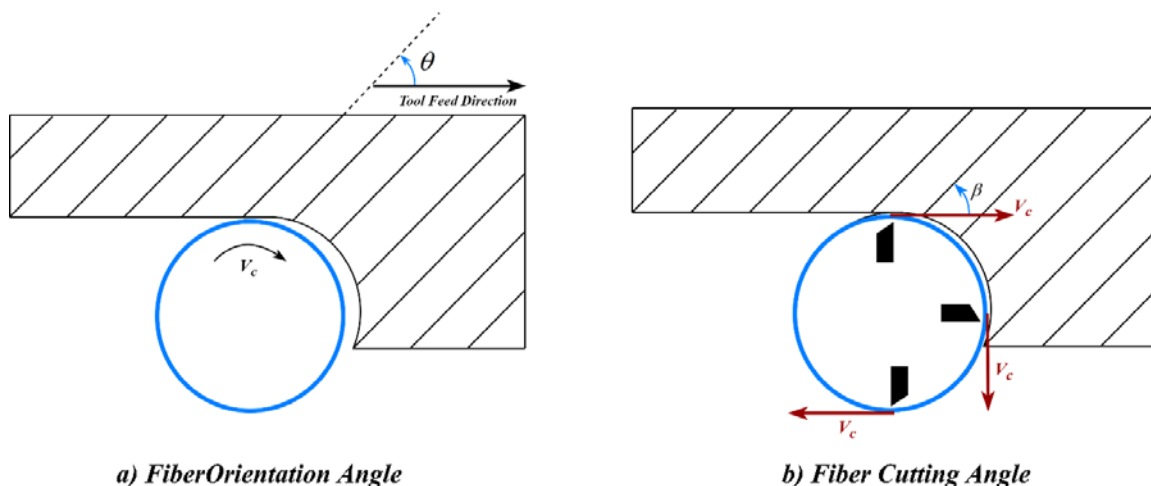 θ
Tool Feed Direction
Vc
a) FiberOrientation Angle
β
Vc
Vc
Vc
b) Fiber Cutting Angle